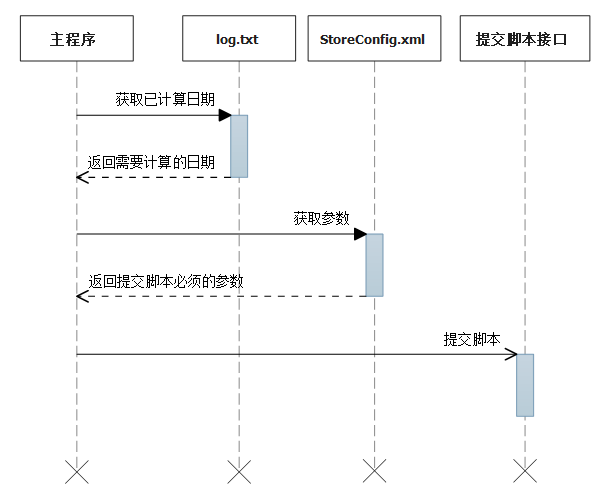 主程序
log.txt
StoreConfig.xml
提交脚本接口
获取已计算日期
返回需要计算的日期
获取参数
返回提交脚本必须的参数
提交脚本